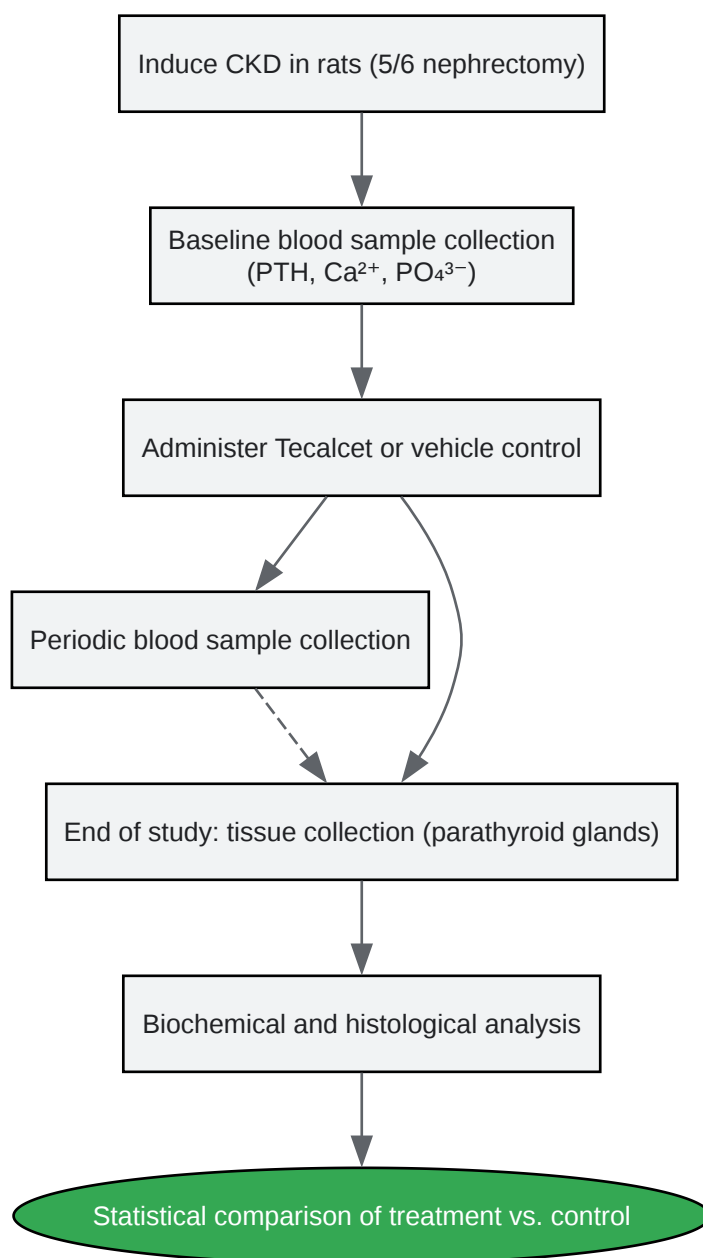 Induce CKD in rats (5/6 nephrectomy)
Baseline blood sample collection
(PTH, Ca²⁺, PO₄³⁻)
Administer Tecalcet or vehicle control
Periodic blood sample collection
End of study: tissue collection (parathyroid glands)
Biochemical and histological analysis
Statistical comparison of treatment vs. control